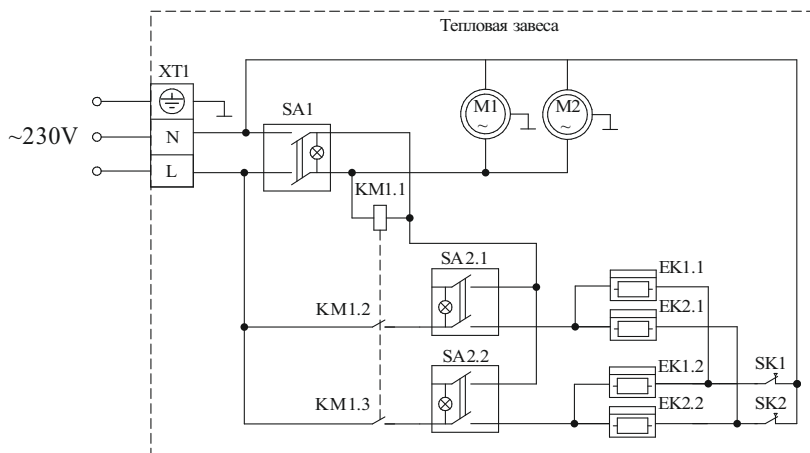 Тепловая завеса
XT1
SA1
M1
~
M2
~
~230V
N
L
KM1.1
SA2.1
EK1.1
KM1.2
EK2.1
SA2.2
EK1.2
SK1
KM1.3
EK2.2
SK2